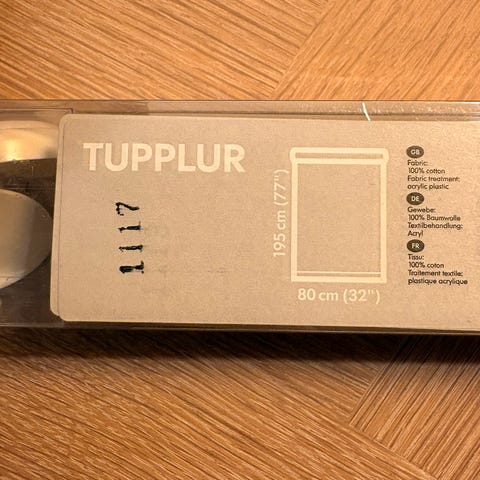 TUPPLUR
1117
195 cm (77")
80 cm (32")
GB
Fabric:
100% cotton
Fabric treatment:
acrylic plastic
DE
Gewebe:
100% Baumwolle
Textilbehandlung:
Acryl
FR
Tissu:
100% coton
Traitement textile:
plastique acrylique